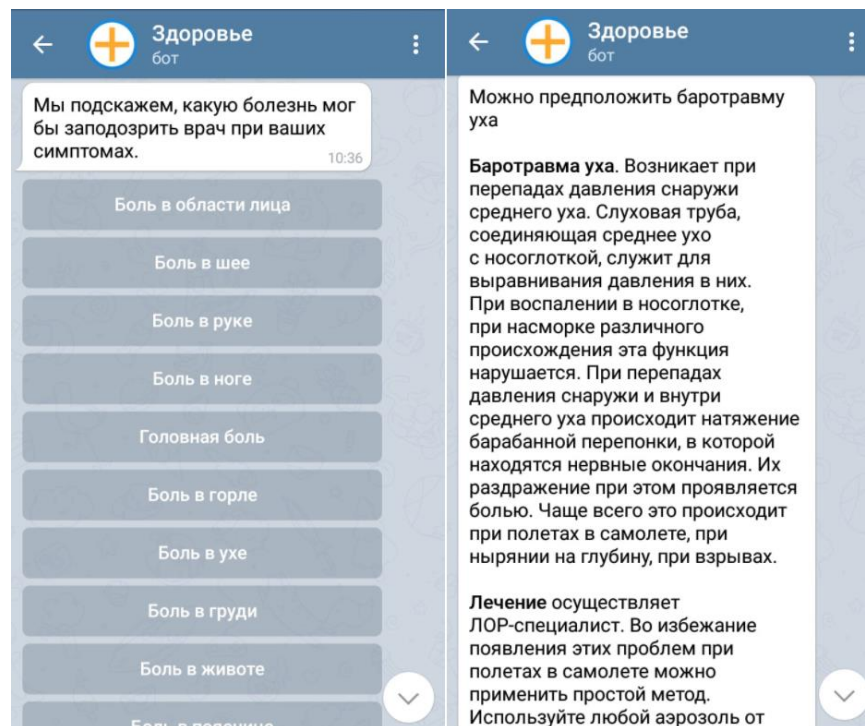 Здоровье
бот
Мы подскажем, какую болезнь мог
бы заподозрить врач при ваших
симптомах.
10:36
Боль в области лица
Боль в шее
Боль в руке
Боль в ноге
Головная боль
Боль в горле
Боль в ухе
Боль в груди
Боль в животе
Боль в пояснице
Здоровье
бот
Можно предположить баротравму
уха
Баротравма уха. Возникает при
перепадах давления снаружи
среднего уха. Слуховая труба,
соединяющая среднее ухо
с носоглоткой, служит для
выравнивания давления в них.
При воспалении в носоглотке,
при насморке различного
происхождения эта функция
нарушается. При перепадах
давления снаружи и внутри
среднего уха происходит натяжение
барабанной перепонки, в которой
находятся нервные окончания. Их
раздражение при этом проявляется
болью. Чаще всего это происходит
при полетах в самолете, при
нырянии на глубину, при взрывах.
Лечение осуществляет
ЛОР-специалист. Во избежание
появления этих проблем при
полетах в самолете можно
применить простой метод.
Используйте любой аэрозоль от